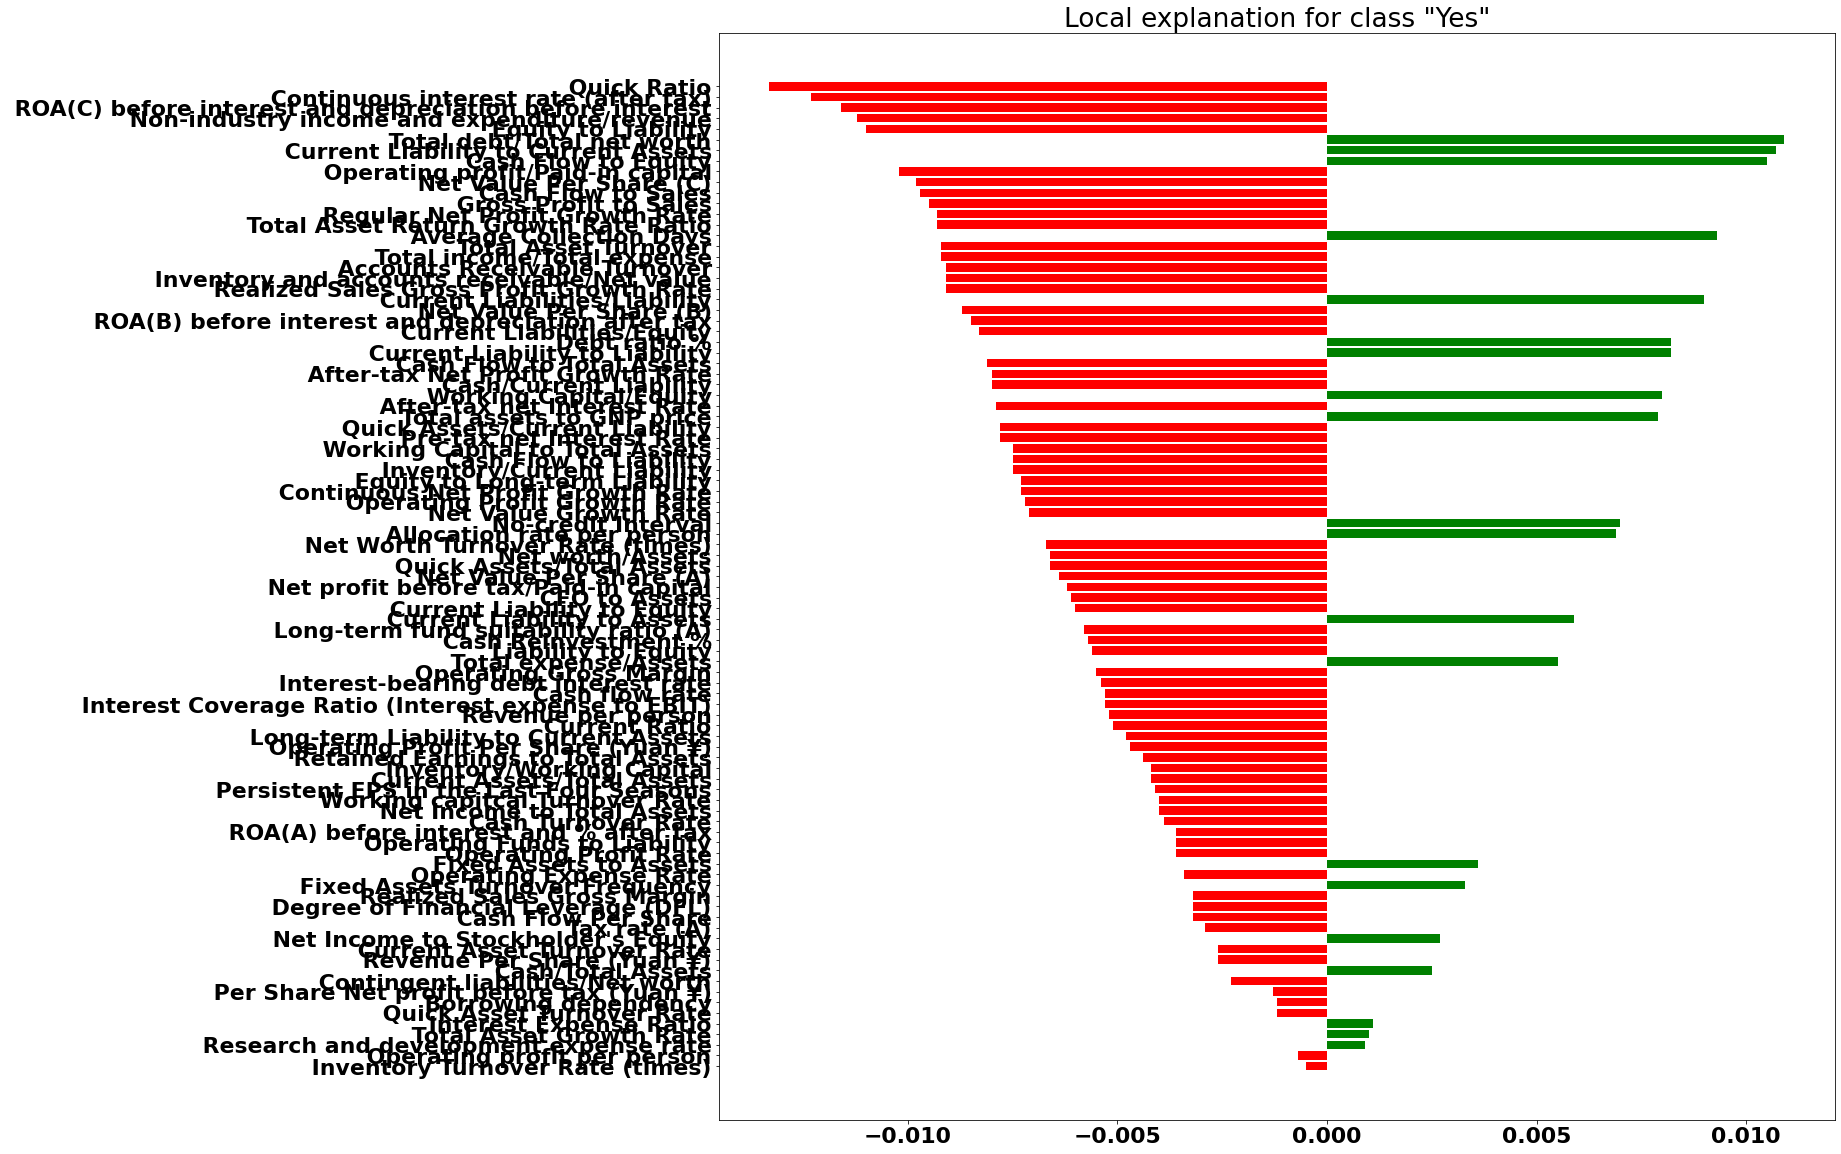 Local explanation for class "Yes"
Quick Ratio
Continuous interest rate (after tax)
ROA(C) before interest and depreciation before interest
Non-industry income and expenditure/revenue
Equity to Liability
Total debt/Total net worth
Current Liability to Current Assets
Cash Flow to Equity
Operating profit/Paid-in capital
Net Value Per Share (C)
Cash Flow to Sales
Gross Profit to Sales
Regular Net Profit Growth Rate
Total Asset Return Growth Rate Ratio
Average Collection Days
Total Asset Turnover
Total income/Total expense
Accounts Receivable Turnover
Inventory and accounts receivable/Net value
Realized Sales Gross Profit Growth Rate
Current Liabilities/Liability
Net Value Per Share (B)
ROA(B) before interest and depreciation after tax
Current Liabilities/Equity
Debt ratio %
Current Liability to Liability
Cash Flow to Total Assets
After-tax Net Profit Growth Rate
Cash/Current Liability
Working Capital/Equity
After-tax net Interest Rate
Total assets to GNP price
Quick Assets/Current Liability
Pre-tax net Interest Rate
Working Capital to Total Assets
Cash Flow to Liability
Inventory/Current Liability
Equity to Long-term Liability
Continuous Net Profit Growth Rate
Operating Profit Growth Rate
Net Value Growth Rate
No-credit Interval
Allocation rate per person
Net Worth Turnover Rate (times)
Net worth/Assets
Quick Assets/Total Assets
Net Value Per Share (A)
Net profit before tax/Paid-in capital
CFO to Assets
Current Liability to Equity
Current Liability to Assets
Long-term fund suitability ratio (A)
Cash Reinvestment %
Liability to Equity
Total expense/Assets
Operating Gross Margin
Interest-bearing debt interest rate
Cash flow rate
Interest Coverage Ratio (Interest expense to EBIT)
Revenue per person
Current Ratio
Long-term Liability to Current Assets
Operating Profit Per Share (Yuan ¥)
Retained Earnings to Total Assets
Inventory/Working Capital
Current Assets/Total Assets
Persistent EPS in the Last Four Seasons
Working capitcal Turnover Rate
Net Income to Total Assets
Cash Turnover Rate
ROA(A) before interest and % after tax
Operating Funds to Liability
Operating Profit Rate
Fixed Assets to Assets
Operating Expense Rate
Fixed Assets Turnover Frequency
Realized Sales Gross Margin
Degree of Financial Leverage (DFL)
Cash Flow Per Share
Tax rate (A)
Net Income to Stockholder's Equity
Current Asset Turnover Rate
Revenue Per Share (Yuan ¥)
Cash/Total Assets
Contingent liabilities/Net worth
Per Share Net profit before tax (Yuan ¥)
Borrowing dependency
Quick Asset Turnover Rate
Interest Expense Ratio
Total Asset Growth Rate
Research and development expense rate
Operating profit per person
Inventory Turnover Rate (times)
−0.010 −0.005 0.000 0.005 0.010